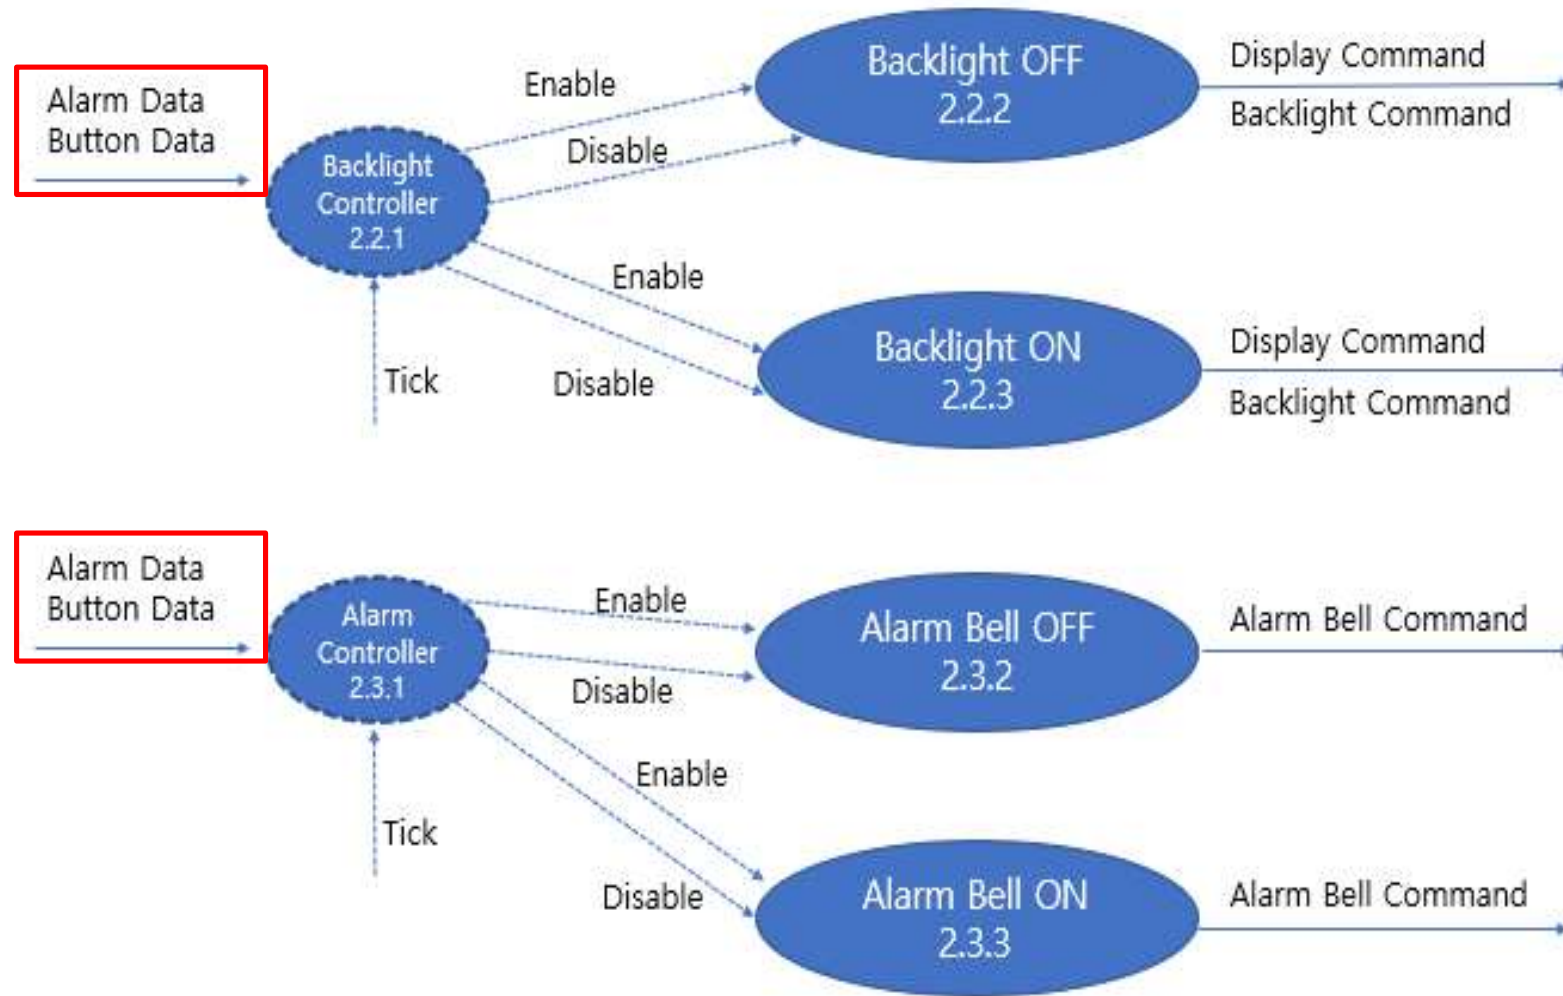 Alarm Data
Button Data
Backlight
Controller
2.2.1
Tick
Enable
Disable
Enable
Disable
Backlight OFF
2.2.2
Display Command
Backlight Command
Backlight ON
2.2.3
Display Command
Backlight Command
Alarm Data
Button Data
Alarm
Controller
2.3.1
Tick
Enable
Disable
Enable
Disable
Alarm Bell OFF
2.3.2
Alarm Bell Command
Alarm Bell ON
2.3.3
Alarm Bell Command